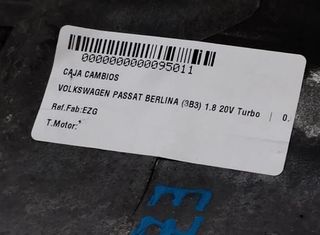 0000000000095011
CAJA CAMBIOS
VOLKSWAGEN PASSAT BERLINA (3B3) 1.8 20V Turbo | 0.
Ref.Fab:EZG
T.Motor:*